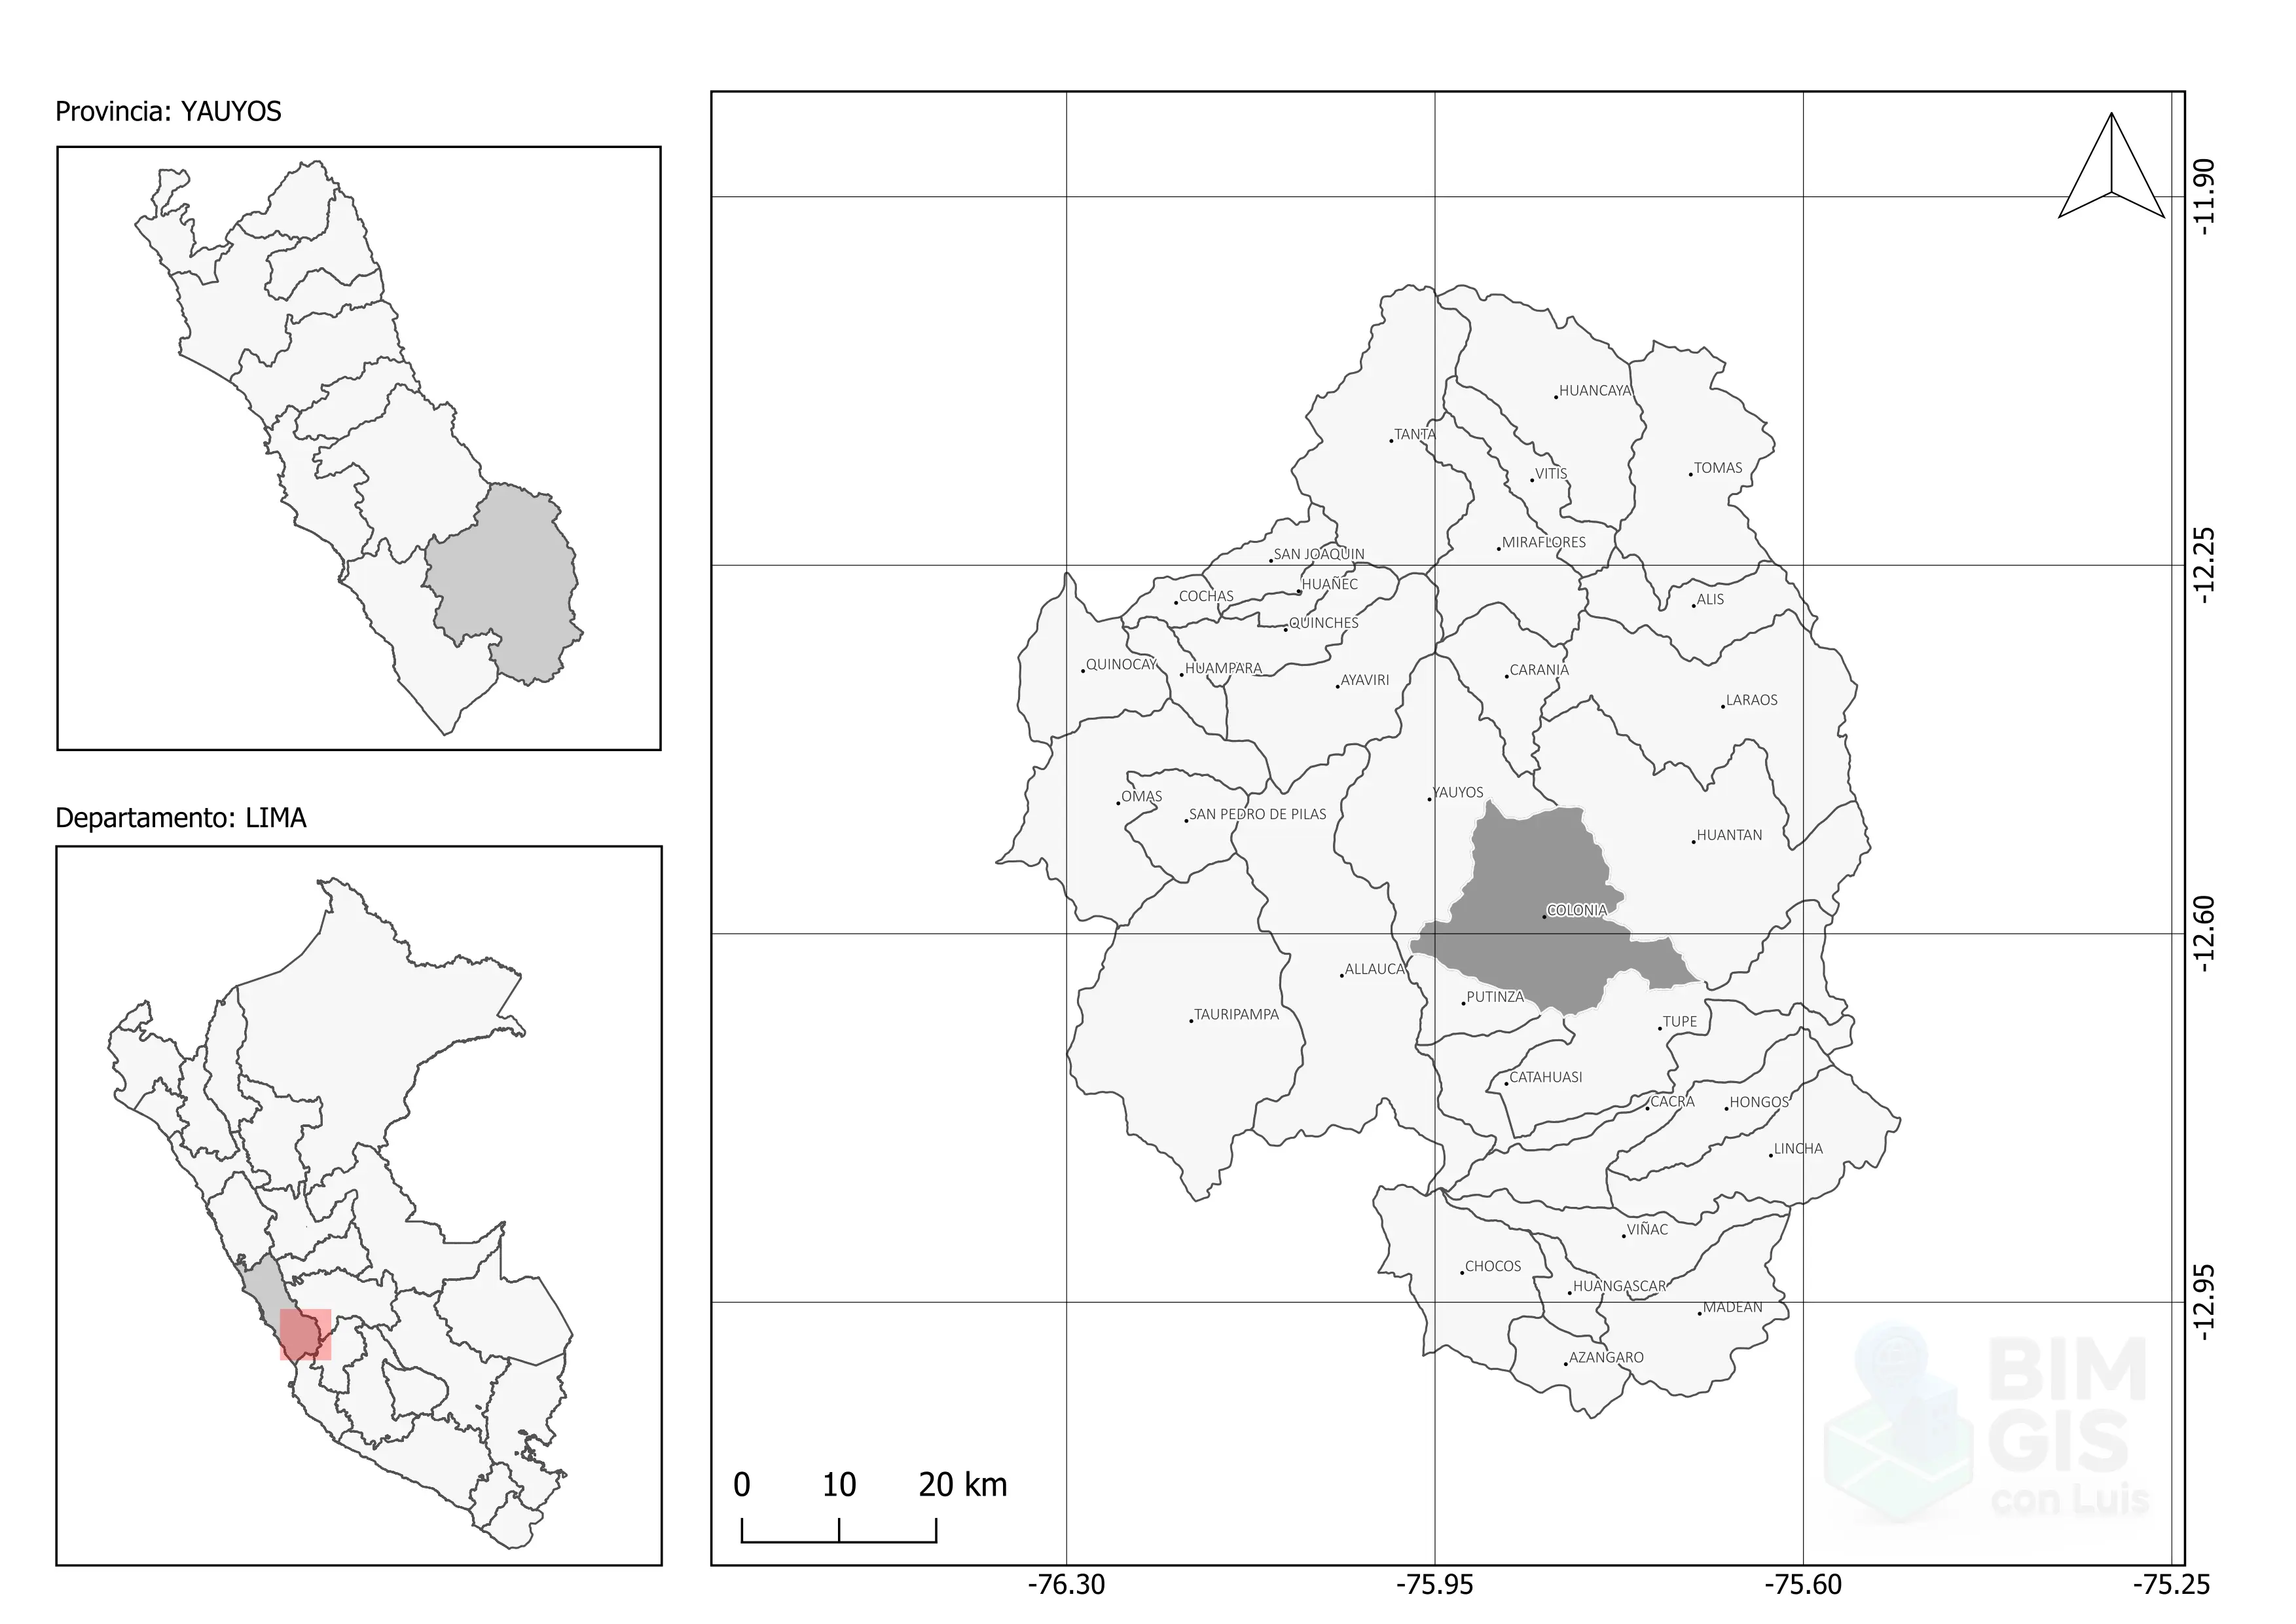 Provincia: YAUYOS
Departamento: LIMA
HUANCAYA
TANTA
TOMAS
VITIS
MIRAFLORES
SAN JOAQUIN
HUAÑEC
COCHAS
ALIS
QUINCHES
QUINOCAY
HUAMPARA
CARANIA
AYAVIRI
LARAOS
YAUYOS
OMAS
SAN PEDRO DE PILAS
HUANTAN
COLONIA
ALLAUCA
PUTINZA
TAURIPAMPA
TUPE
CATAHUASI
CACRA
HONGOS
LINCHA
VIÑAC
CHOCOS
HUANGASCAR
MADEAN
AZANGARO
-11.90
-12.25
-12.60
-12.95
BIM
GIS
con Luis
0 10 20 km
-76.30 -75.95 -75.60 -75.25